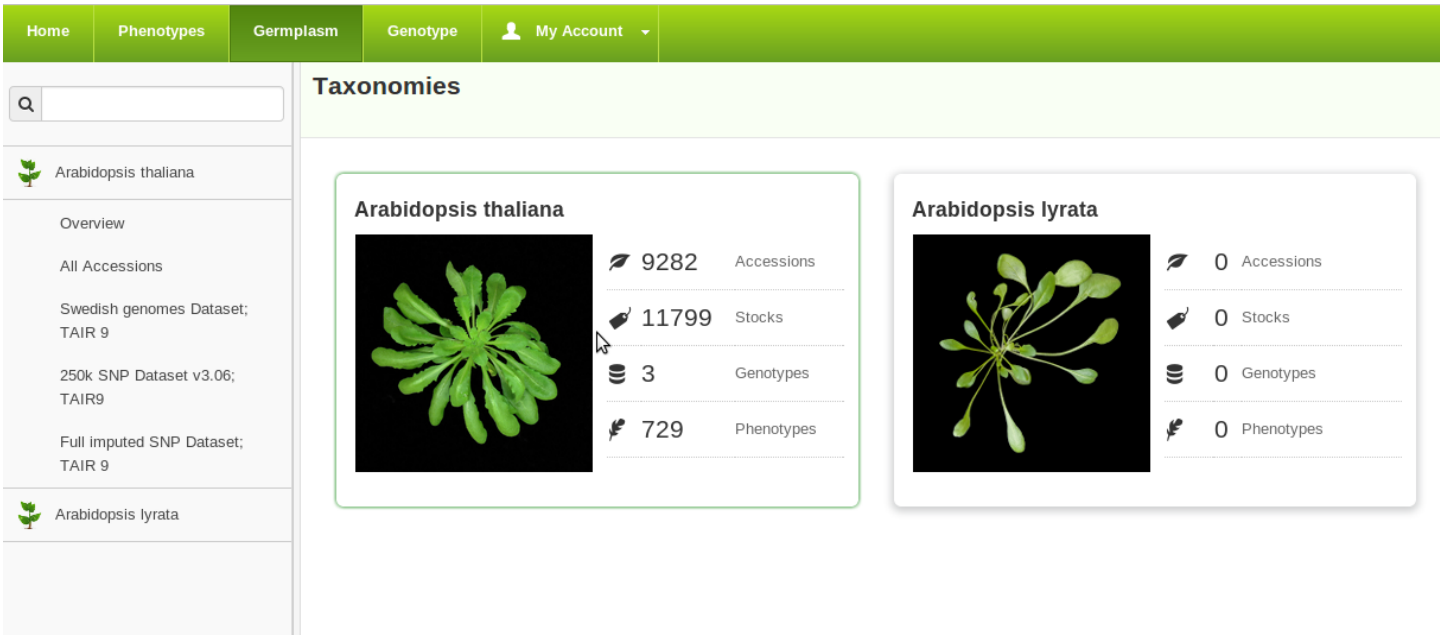 Home Phenotypes Germplasm Genotype My Account
Taxonomies
Arabidopsis thaliana
Overview
All Accessions
Swedish genomes Dataset;
TAIR 9
250k SNP Dataset v3.06;
TAIR9
Full imputed SNP Dataset;
TAIR 9
Arabidopsis lyrata
Arabidopsis thaliana
9282 Accessions
11799 Stocks
3 Genotypes
729 Phenotypes
Arabidopsis lyrata
0 Accessions
0 Stocks
0 Genotypes
0 Phenotypes